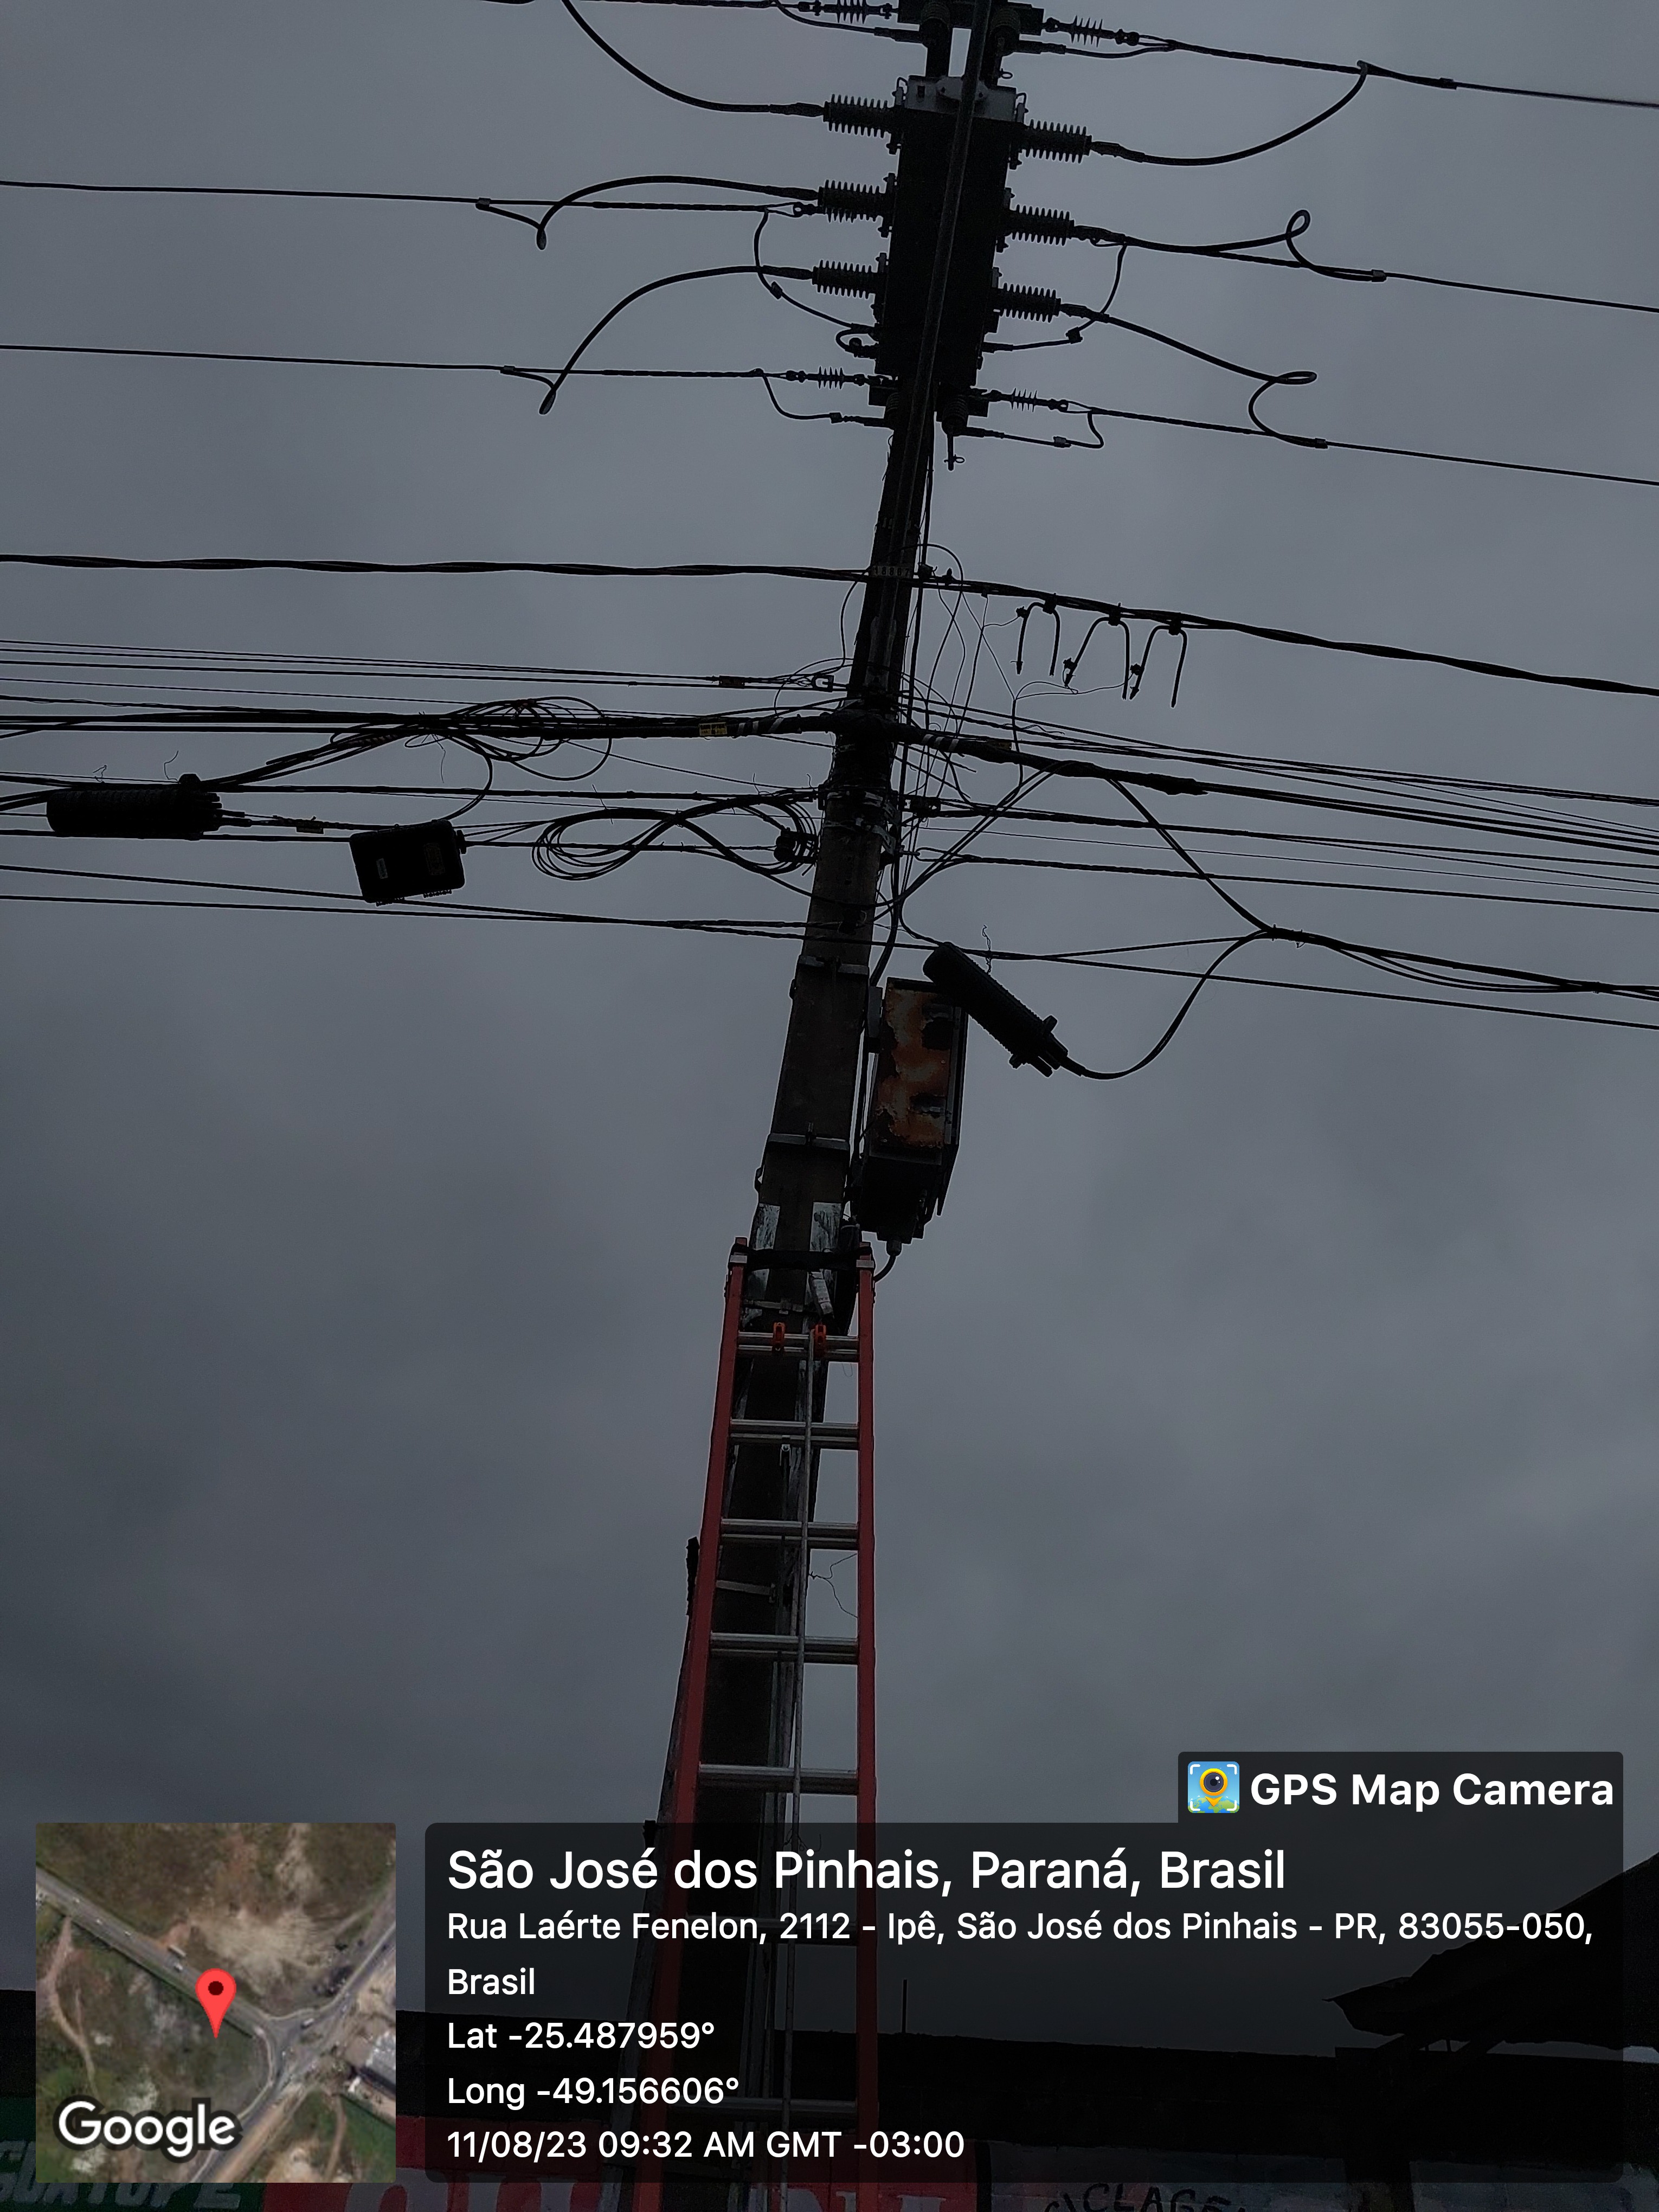 GPS Map Camera
São José dos Pinhais, Paraná, Brasil
Rua Laérte Fenelon, 2112 - Ipê, São José dos Pinhais - PR, 83055-050,
Brasil
Lat -25.487959°
Long -49.156606°
11/08/23 09:32 AM GMT -03:00
Google